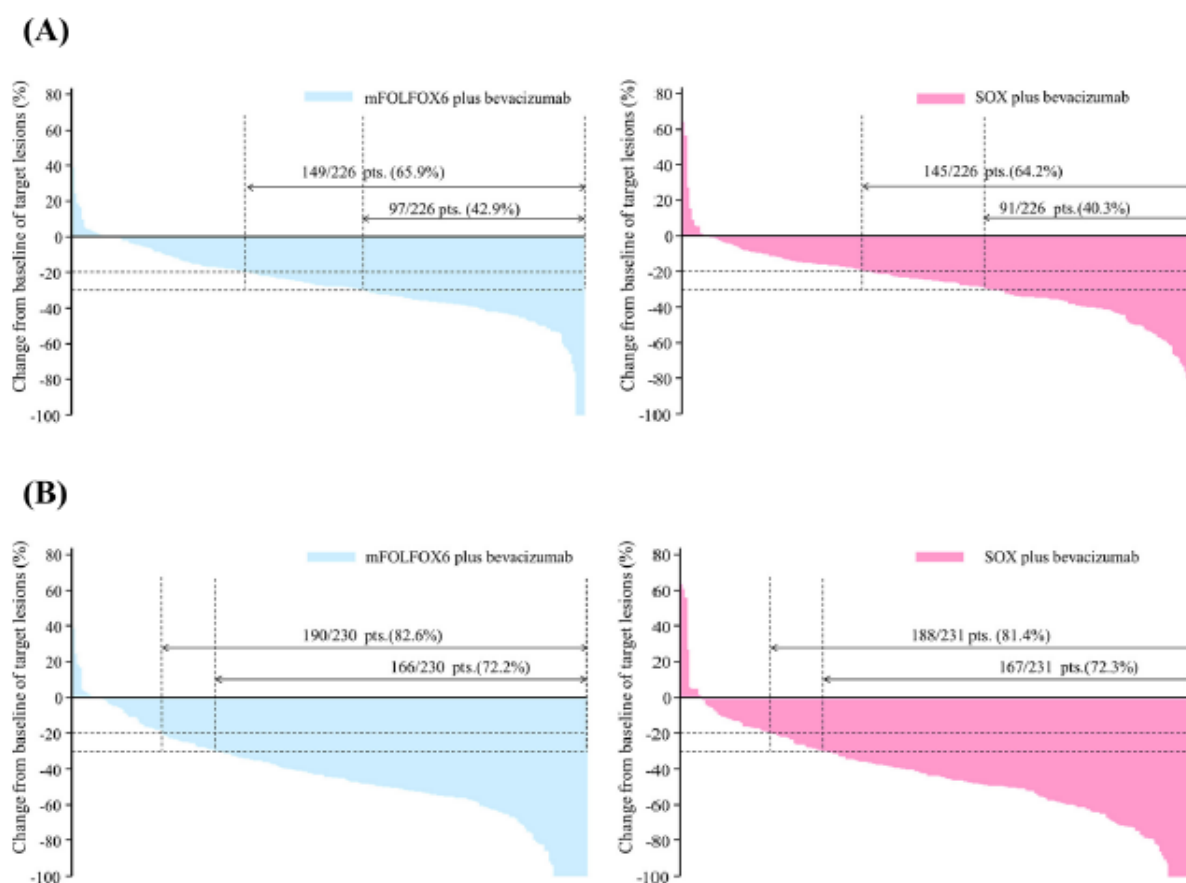 (A)
Change from baseline of target lesions (%)
80
60
40
20
0
-20
-40
-60
-80
-100
mFOLFOX6 plus bevacizumab
149/226 pts. (65.9%)
97/226 pts. (42.9%)
Change from baseline of target lesions (%)
80
60
40
20
0
-20
-40
-60
-80
-100
SOX plus bevacizumab
145/226 pts.(64.2%)
91/226 pts.(40.3%)
(B)
Change from baseline of target lesions (%)
80
60
40
20
0
-20
-40
-60
-80
-100
mFOLFOX6 plus bevacizumab
190/230 pts.(82.6%)
166/230 pts.(72.2%)
Change from baseline of target lesions (%)
80
60
40
20
0
-20
-40
-60
-80
-100
SOX plus bevacizumab
188/231 pts.(81.4%)
167/231 pts.(72.3%)